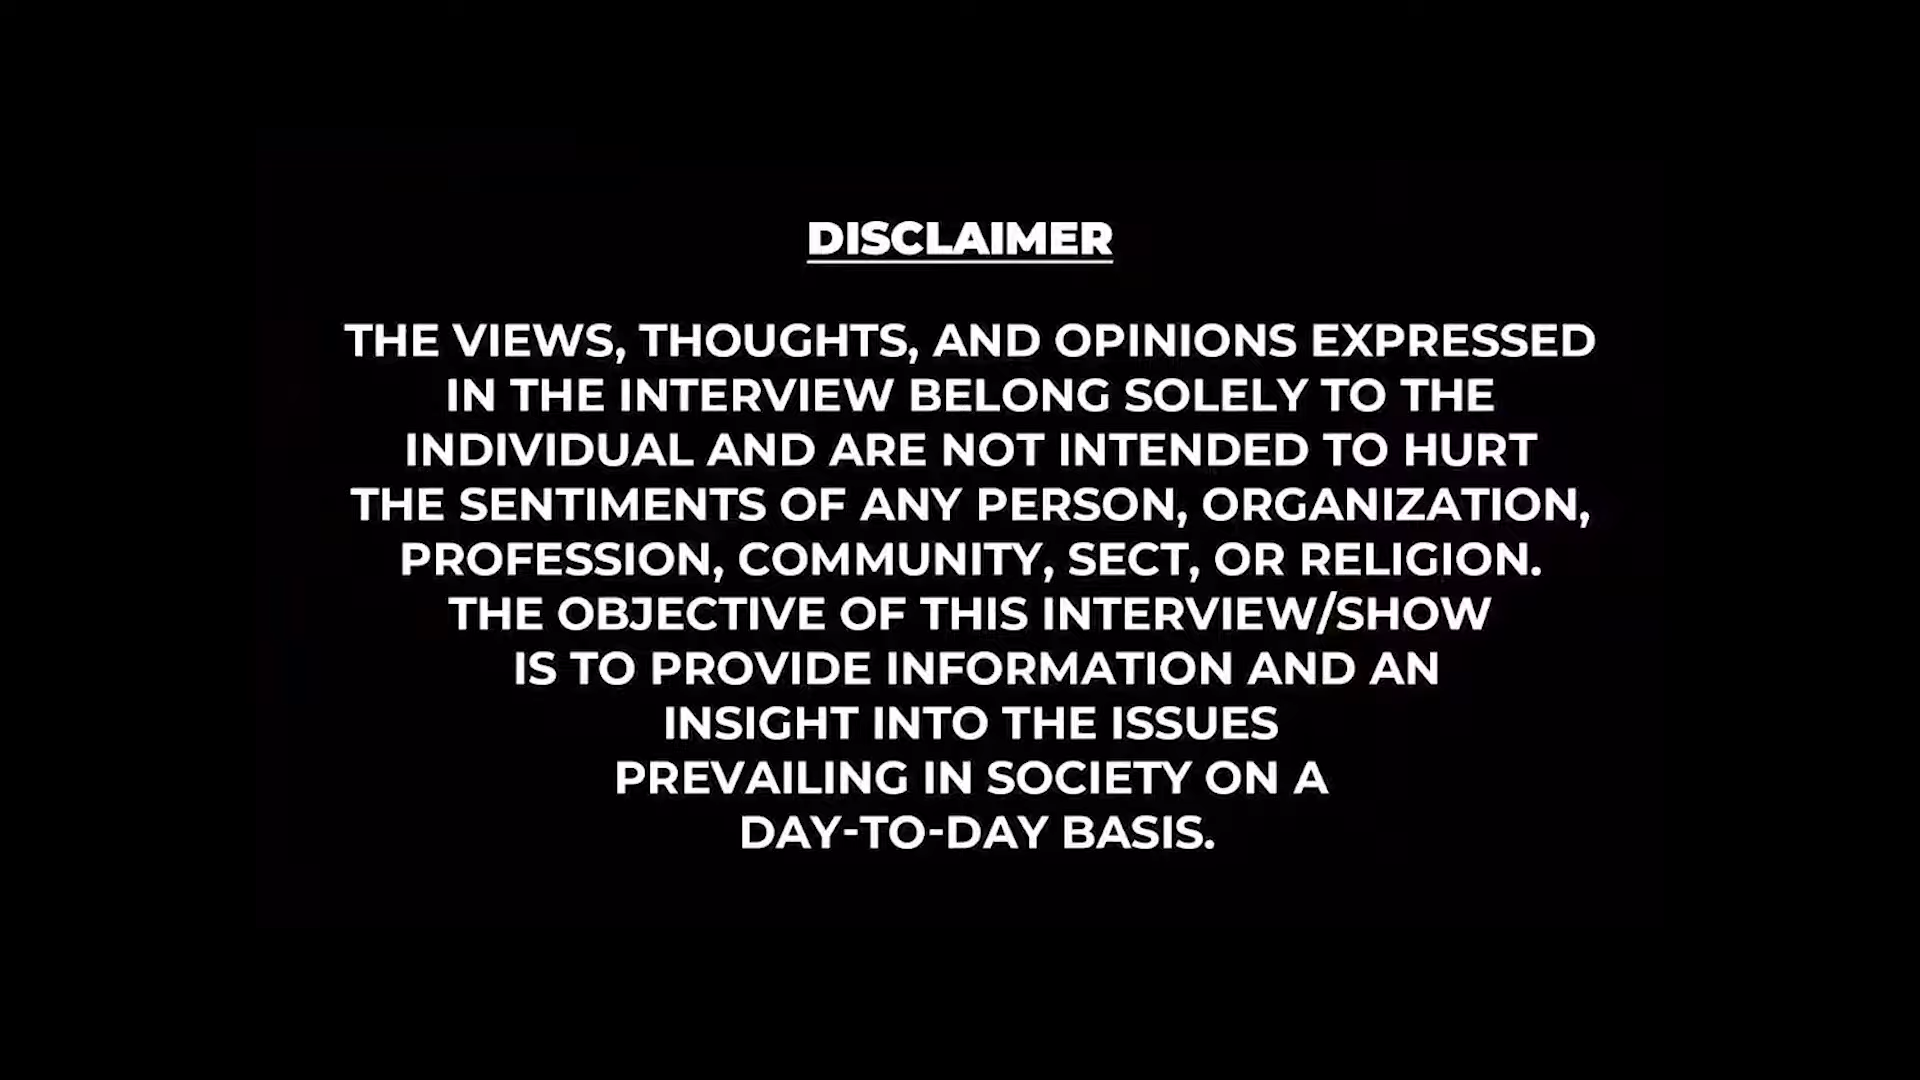 DISCLAIMER
THE VIEWS, THOUGHTS, AND OPINIONS EXPRESSED
IN THE INTERVIEW BELONG SOLELY TO THE
INDIVIDUAL AND ARE NOT INTENDED TO HURT
THE SENTIMENTS OF ANY PERSON, ORGANIZATION,
PROFESSION, COMMUNITY, SECT, OR RELIGION.
THE OBJECTIVE OF THIS INTERVIEW/SHOW
IS TO PROVIDE INFORMATION AND AN
INSIGHT INTO THE ISSUES
PREVAILING IN SOCIETY ON A
DAY-TO-DAY BASIS.